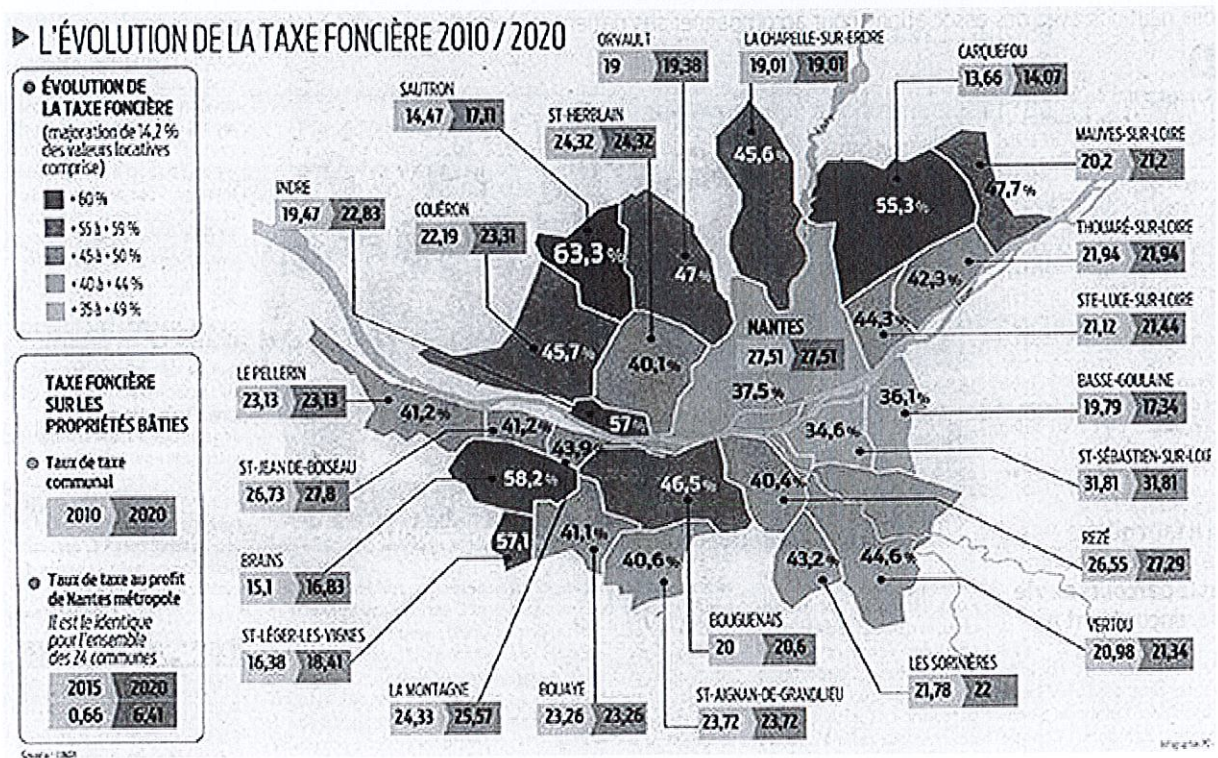 L'ÉVOLUTION DE LA TAXE FONCIÈRE 2010 / 2020
ÉVOLUTION DE
LA TAXE FONCIÈRE
(majoration de 14,2 %
des valeurs locatives
comprise)
+ 60 %
+ 55 à + 59 %
+ 45 à + 50 %
+ 40 à + 44 %
+ 35 à + 49 %
TAXE FONCIÈRE
SUR LES
PROPRIÉTÉS BÂTIES
Taux de taxe
communal
2010 2020
Taux de taxe au profit
de Nantes métropole
Il est le identique
pour l'ensemble
des 24 communes
2015 2020
0,66 6,41
ORVAULT
19 19,38
LA CHAPELLE-SUR-ERDRE
19,01 19,01
CARQUEFOU
13,66 14,07
SAUTRON
14,47 17,11
ST-HERBLAIN
24,32 24,32
MAUVES-SUR-LOIRE
20,2 21,2
INDRE
19,47 22,83
COUËRON
22,19 23,31
THOUARÉ-SUR-LOIRE
21,94 21,94
STE-LUCE-SUR-LOIRE
21,12 21,44
LE PELLERIN
23,13 23,13
BASSE-GOULAINE
19,79 17,34
ST-JEAN DE-BOISEAU
26,73 27,8
ST-SÉBASTIEN-SUR-LOIRE
31,81 31,81
BRAINS
15,1 16,83
REZÉ
26,55 27,29
ST-LÉGER-LES-VIGNES
16,38 18,41
VERTOU
20,98 21,34
LA MONTAGNE
24,33 25,57
BOUAYE
23,26 23,26
ST-AIGNAN-DE-GRANDLIEU
23,72 23,72
BOUGUENAIS
20 20,6
LES SORINIÈRES
21,78 22
NANTES
27,51 27,51
37,5 %
45,6 %
55,3 %
47,7 %
63,3 %
47 %
42,3 %
44,3 %
45,7 %
40,1 %
36,1 %
41,2 %
41,2 %
57 %
34,6 %
43,9 %
58,2 %
46,5 %
40,4 %
57,1
41,1 %
40,6 %
43,2 %
44,6 %